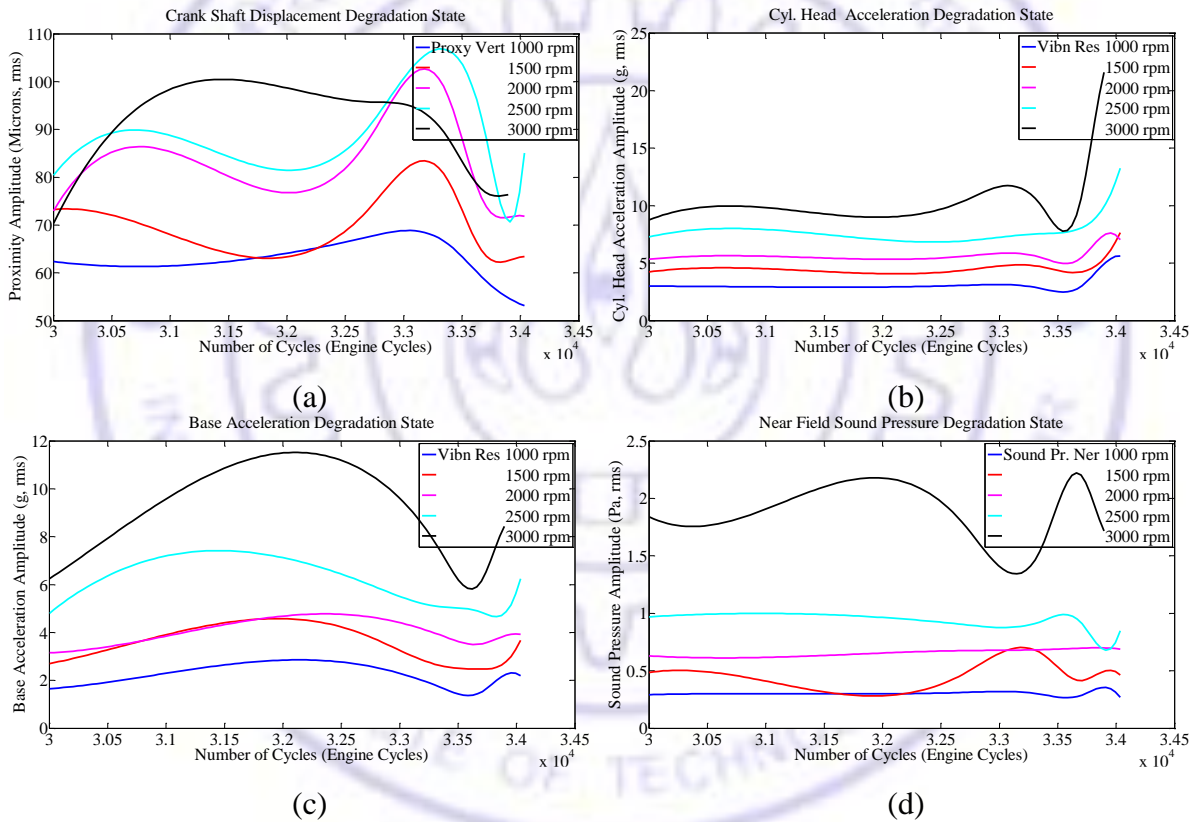 Crank Shaft Displacement Degradation State
Proximity Amplitude (Microns, rms)
110
100
90
80
70
60
50
Proxy Vert 1000 rpm
1500 rpm
2000 rpm
2500 rpm
3000 rpm
3 3.05 3.1 3.15 3.2 3.25 3.3 3.35 3.4 3.45
Number of Cycles (Engine Cycles)
x 10^4
(a)
Cyl. Head Acceleration Degradation State
Cyl. Head Acceleration Amplitude (g, rms)
25
20
15
10
5
0
Vibn Res 1000 rpm
1500 rpm
2000 rpm
2500 rpm
3000 rpm
3 3.05 3.1 3.15 3.2 3.25 3.3 3.35 3.4 3.45
Number of Cycles (Engine Cycles)
x 10^4
(b)
Base Acceleration Degradation State
Base Acceleration Amplitude (g, rms)
12
10
8
6
4
2
0
Vibn Res 1000 rpm
1500 rpm
2000 rpm
2500 rpm
3000 rpm
3 3.05 3.1 3.15 3.2 3.25 3.3 3.35 3.4 3.45
Number of Cycles (Engine Cycles)
x 10^4
(c)
Near Field Sound Pressure Degradation State
Sound Pressure Amplitude (Pa, rms)
2.5
2
1.5
1
0.5
0
Sound Pr. Ner 1000 rpm
1500 rpm
2000 rpm
2500 rpm
3000 rpm
3 3.05 3.1 3.15 3.2 3.25 3.3 3.35 3.4 3.45
Number of Cycles (Engine Cycles)
x 10^4
(d)
OF TECHN